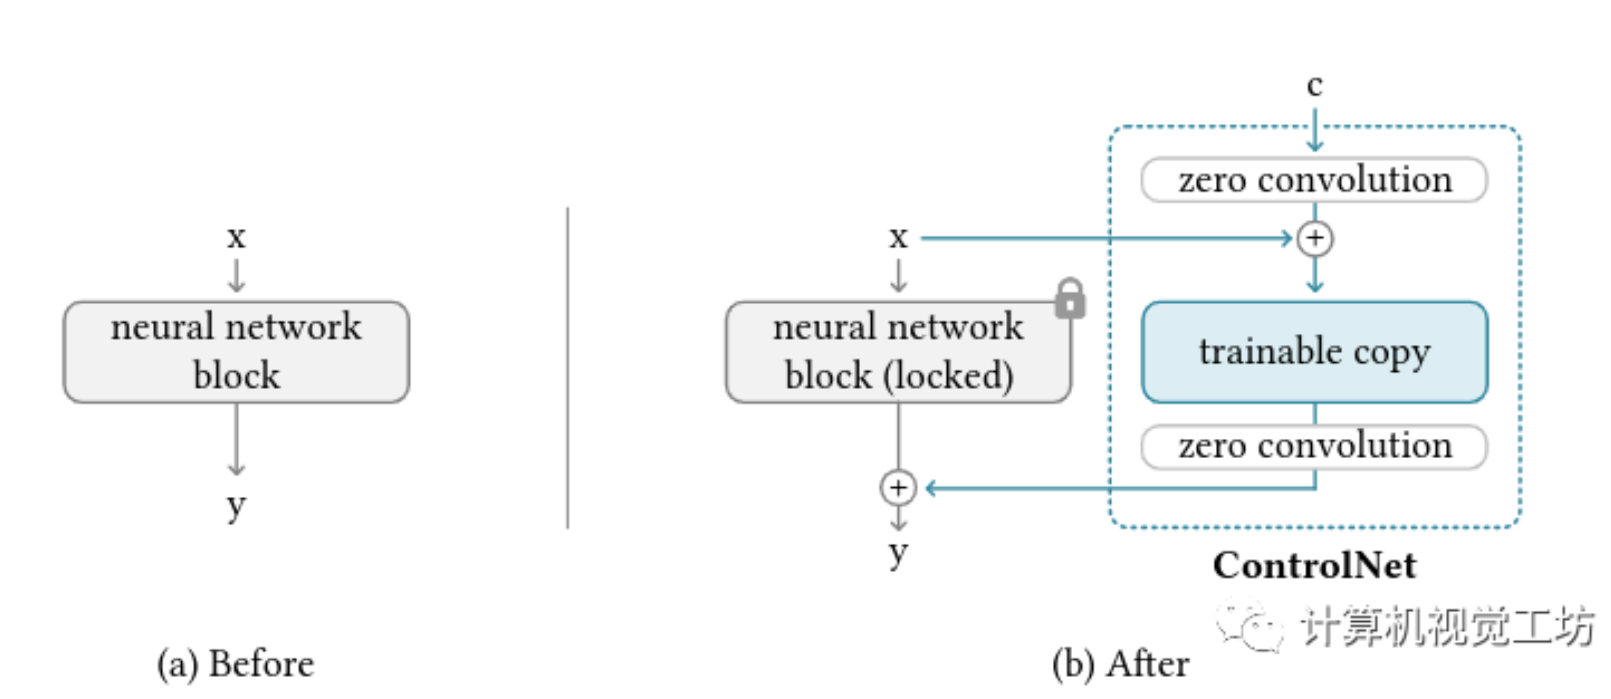 x
neural network
block
y
(a) Before
c
zero convolution
x
+
neural network
block (locked)
trainable copy
zero convolution
+
y
ControlNet
计算机视觉工坊
(b) After